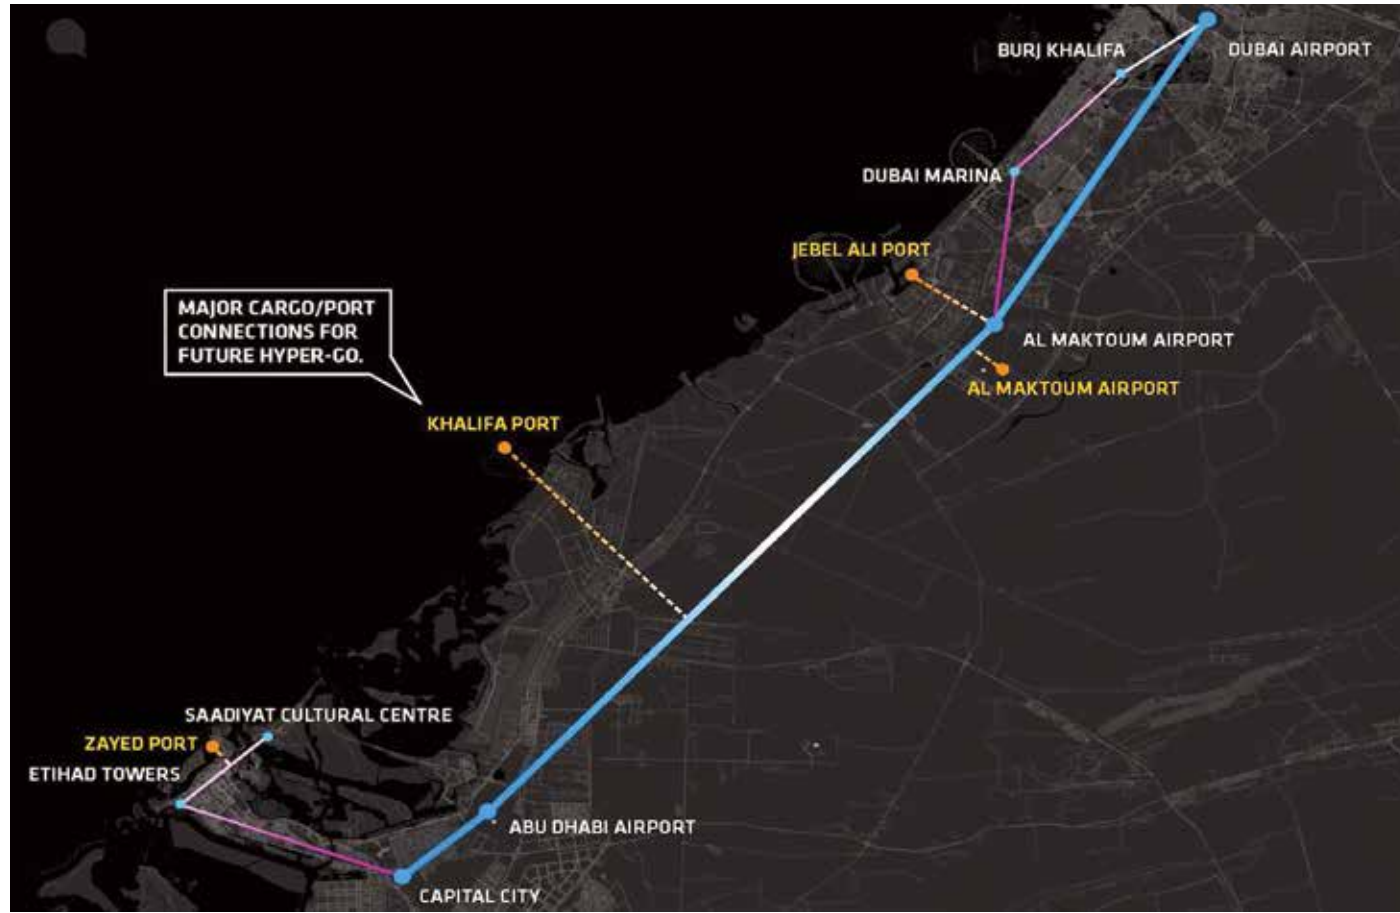 BURJ KHALIFA
DUBAI AIRPORT
DUBAI MARINA
JEBEL ALI PORT
MAJOR CARGO/PORT
CONNECTIONS FOR
FUTURE HYPER-GO.
AL MAKTOUM AIRPORT
AL MAKTOUM AIRPORT
KHALIFA PORT
SAADIYAT CULTURAL CENTRE
ZAYED PORT
ETIHAD TOWERS
ABU DHABI AIRPORT
CAPITAL CITY